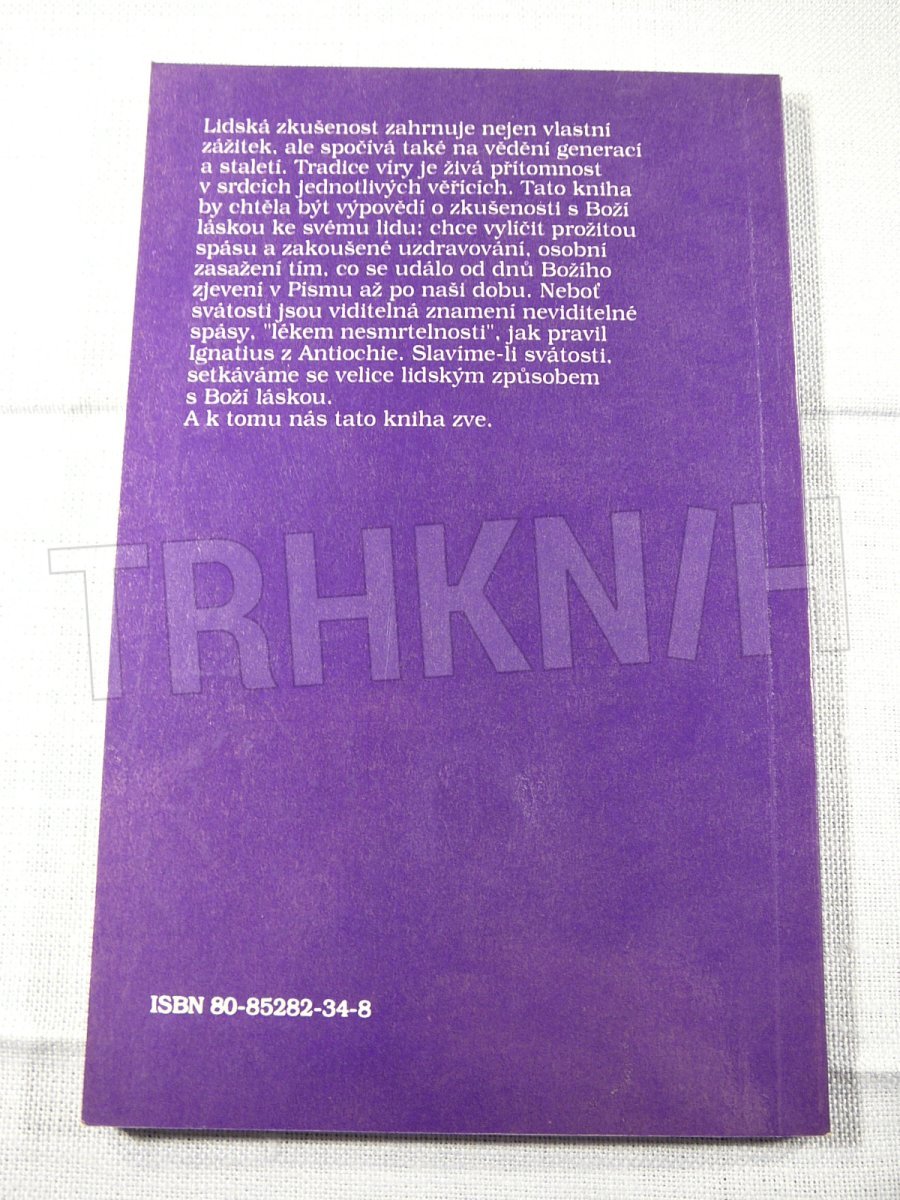 Lidská zkušenost zahrnuje nejen vlastní
zážitek, ale spočívá také na vědění generací
a staletí. Tradice víry je živá přítomnost
v srdcích jednotlivých věřících. Tato kniha
by chtěla být výpovědí o zkušenosti s Boží
láskou ke svému lidu: chce vylíčit prožitou
spásu a zakoušené uzdravování, osobní
zasažení tím, co se událo od dnů Božího
zjevení v Písmu až po naši dobu. Neboť
svátosti jsou viditelná znamení neviditelné
spásy, "lékem nesmrtelnosti", jak pravil
Ignatius z Antiochie. Slavíme-li svátosti,
setkáváme se velice lidským způsobem
s Boží láskou.
A k tomu nás tato kniha zve.
TRHKNIH
ISBN 80-85282-34-8